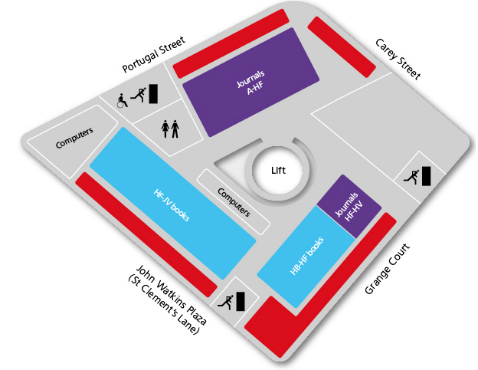 Portugal Street
Carey Street
Journals
A-HF
Computers
Lift
HF-JV books
Computers
Journals
HF-HV
HB-HF books
Grange Court
John Watkins Plaza
(St Clement's Lane)